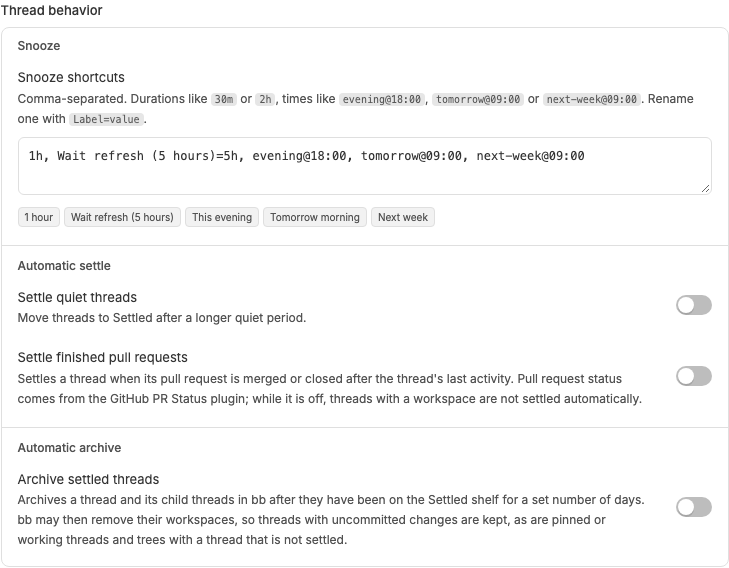 Thread behavior
Snooze
Snooze shortcuts
Comma-separated. Durations like 30m or 2h, times like evening@18:00, tomorrow@09:00 or next-week@09:00. Rename
one with Label=value.
1h, Wait refresh (5 hours)=5h, evening@18:00, tomorrow@09:00, next-week@09:00
1 hour Wait refresh (5 hours) This evening Tomorrow morning Next week
Automatic settle
Settle quiet threads
Move threads to Settled after a longer quiet period.
Settle finished pull requests
Settles a thread when its pull request is merged or closed after the thread's last activity. Pull request status
comes from the GitHub PR Status plugin; while it is off, threads with a workspace are not settled automatically.
Automatic archive
Archive settled threads
Archives a thread and its child threads in bb after they have been on the Settled shelf for a set number of days.
bb may then remove their workspaces, so threads with uncommitted changes are kept, as are pinned or
working threads and trees with a thread that is not settled.